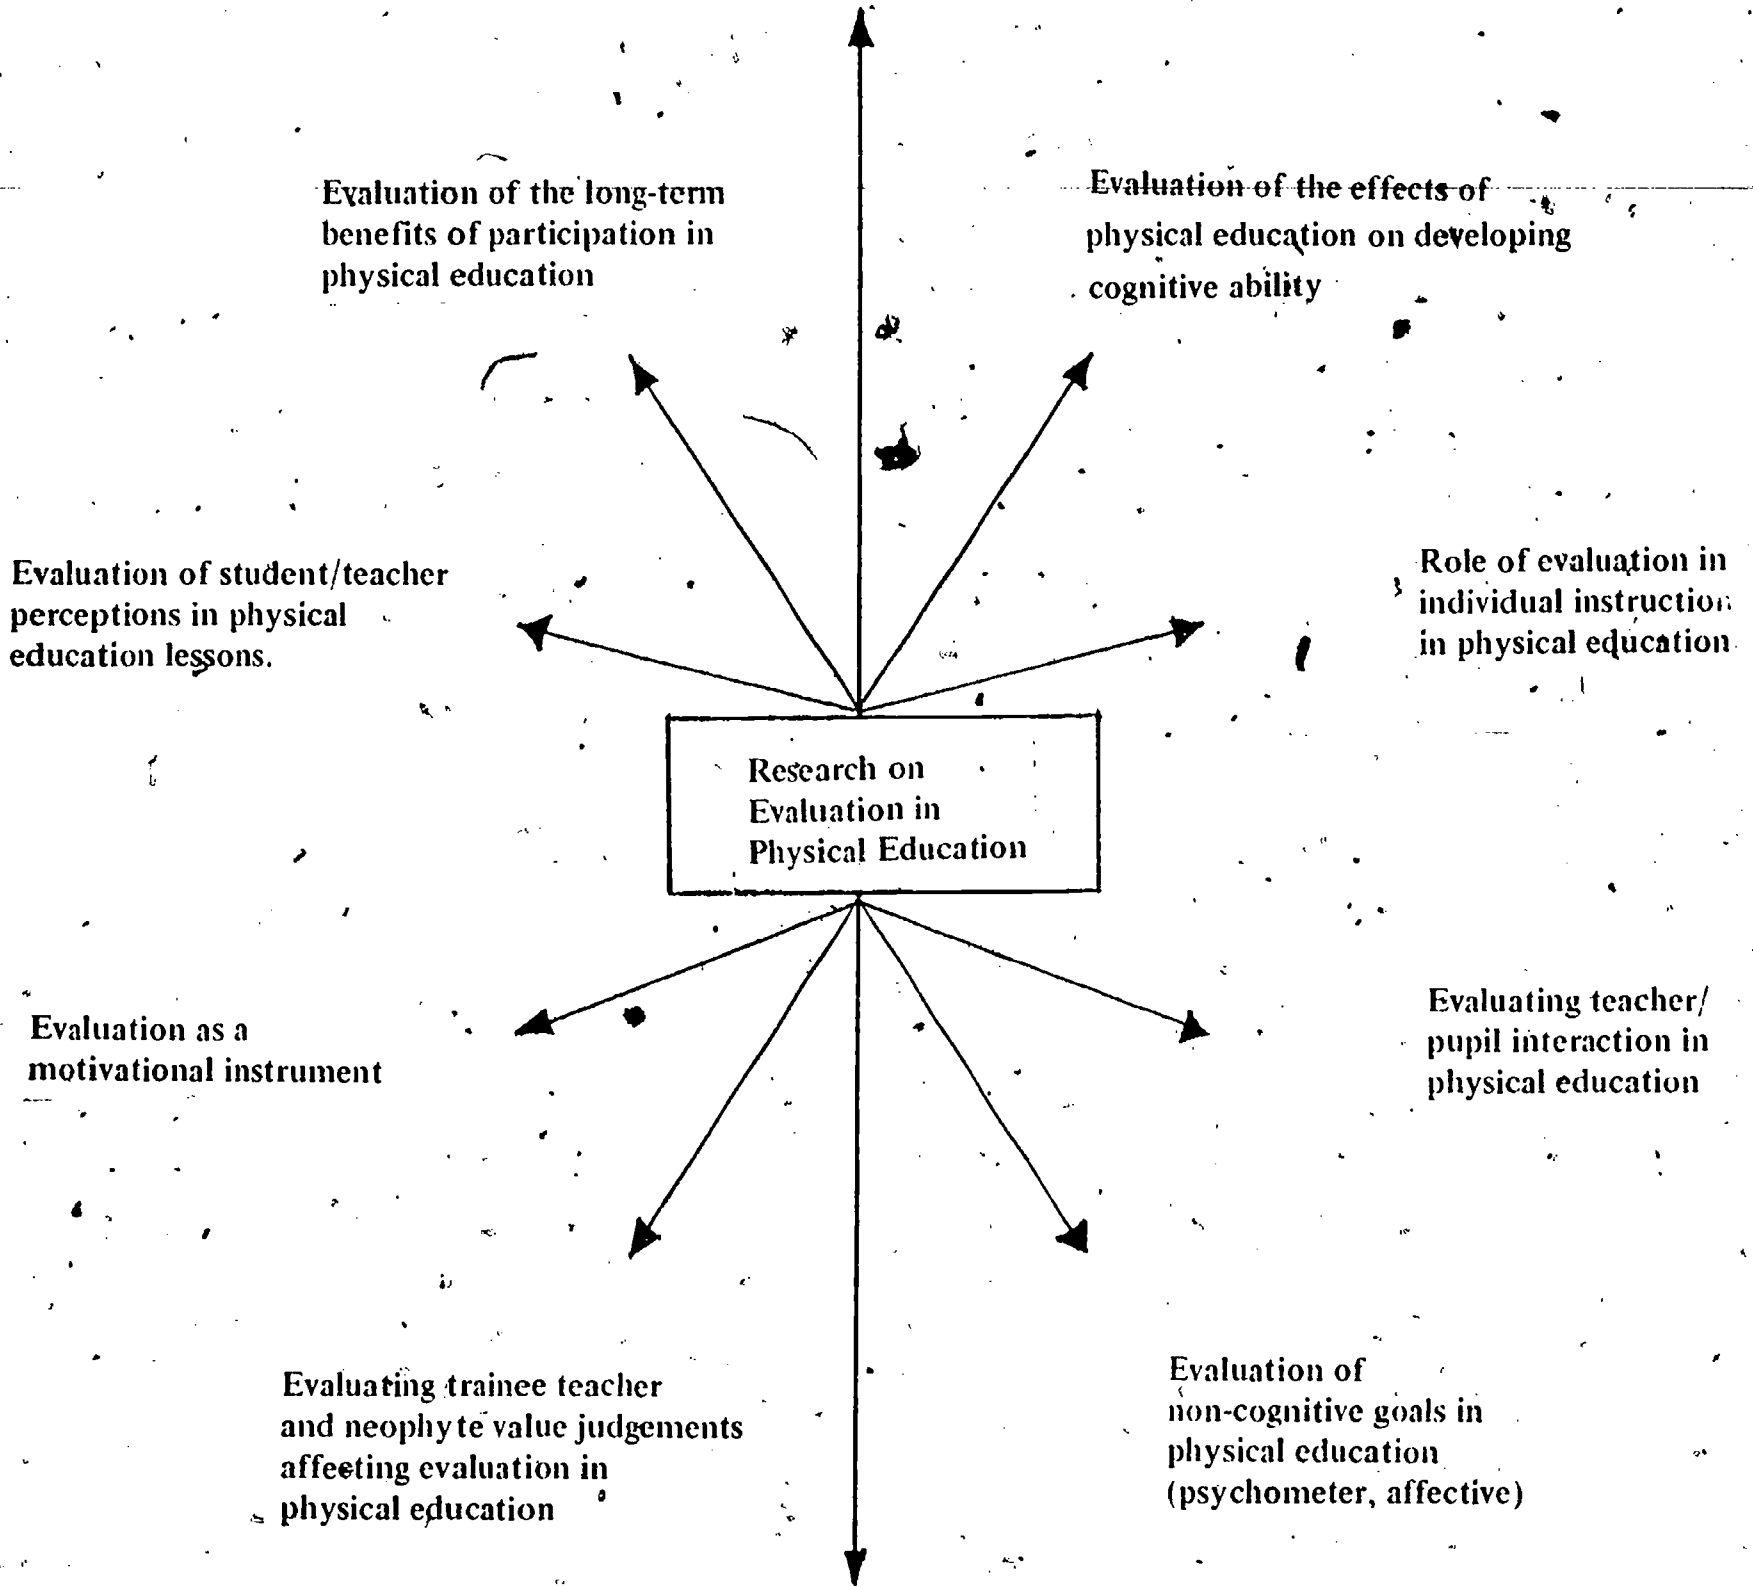 Evaluation of the long-term
benefits of participation in
physical education
Evaluation of the effects of
physical education on developing
cognitive ability
Evaluation of student/teacher
perceptions in physical
education lessons.
Role of evaluation in
individual instruction
in physical education
Research on
Evaluation in
Physical Education
Evaluation as a
motivational instrument
Evaluating teacher/
pupil interaction in
physical education
Evaluating trainee teacher
and neophyte value judgements
affecting evaluation in
physical education
Evaluation of
non-cognitive goals in
physical education
(psychometer, affective)